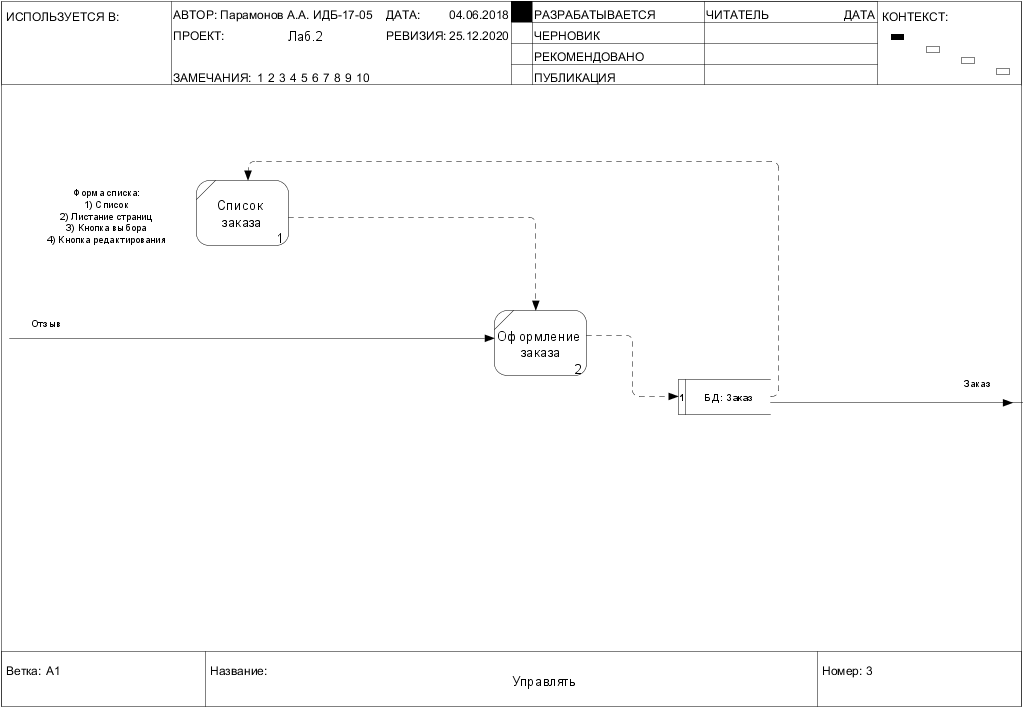 ИСПОЛЬЗУЕТСЯ В:
АВТОР: Парамонов А.А. ИДБ-17-05 ДАТА: 04.06.2018
ПРОЕКТ: Лаб.2 РЕВИЗИЯ: 25.12.2020
ЗАМЕЧАНИЯ: 1 2 3 4 5 6 7 8 9 10
РАЗРАБАТЫВАЕТСЯ
ЧЕРНОВИК
РЕКОМЕНДОВАНО
ПУБЛИКАЦИЯ
ЧИТАТЕЛЬ ДАТА
КОНТЕКСТ:
Форма списка:
1) Список
2) Листание страниц
3) Кнопка выбора
4) Кнопка редактирования
Список
заказа
1
Отзыв
Оформление
заказа
2
1 БД: Заказ
Заказ
Ветка: A1
Название:
Управлять
Номер: 3